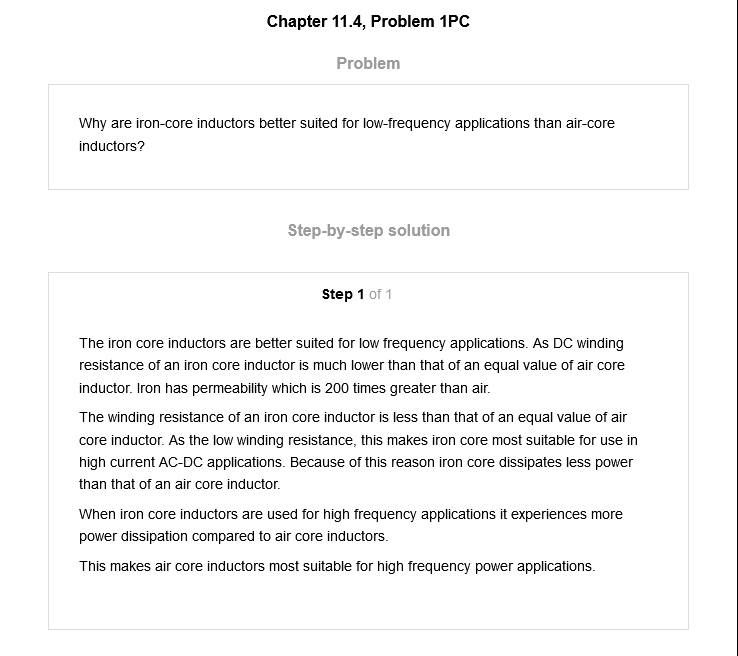 Chapter 11.4, Problem 1PC
Problem
Why are iron-core inductors better suited for low-frequency applications than air-core
inductors?
Step-by-step solution
Step 1 of 1
The iron core inductors are better suited for low frequency applications. As DC winding
resistance of an iron core inductor is much lower than that of an equal value of air core
inductor. Iron has permeability which is 200 times greater than air.
The winding resistance of an iron core inductor is less than that of an equal value of air
core inductor. As the low winding resistance, this makes iron core most suitable for use in
high current AC-DC applications. Because of this reason iron core dissipates less power
than that of an air core inductor.
When iron core inductors are used for high frequency applications it experiences more
power dissipation compared to air core inductors.
This makes air core inductors most suitable for high frequency power applications.